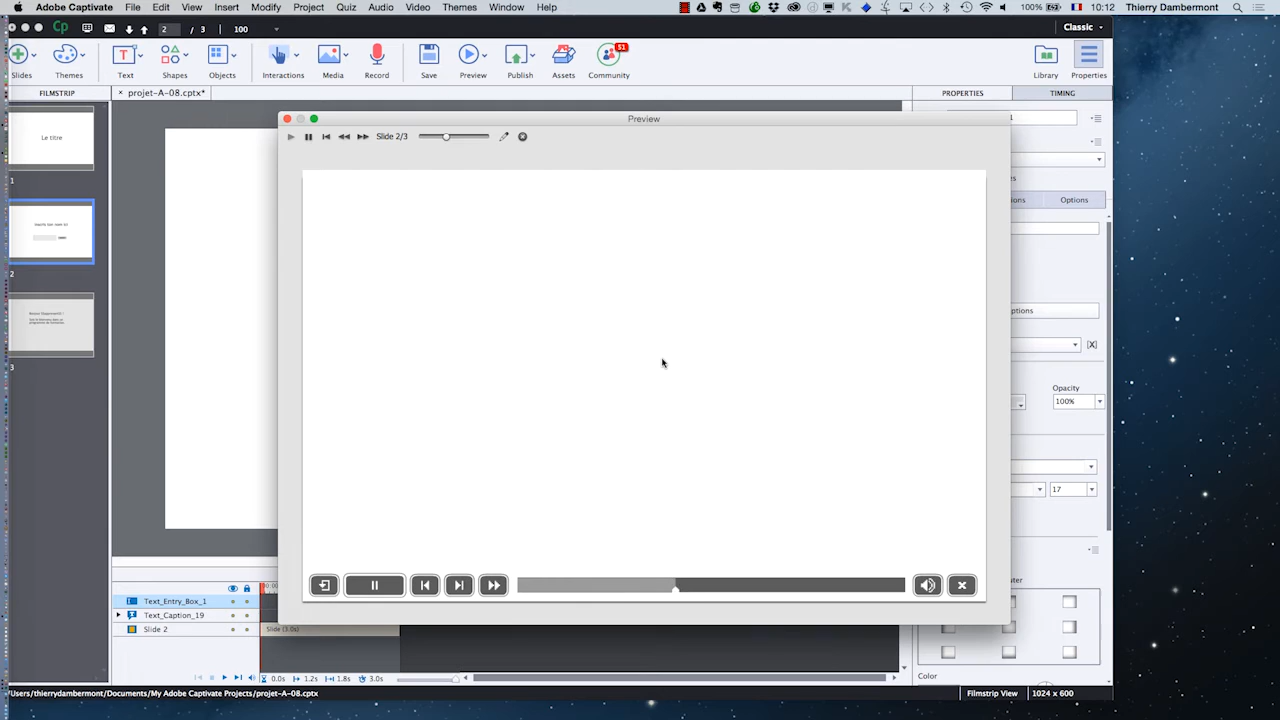 Adobe Captivate File Edit View Insert Modify Project Quiz Audio Video Themes Window Help 100% 10:12 Thierry Dambermont
Cp 2 / 3 100 Classic
T 51
Slides Themes Text Shapes Objects Interactions Media Record Save Preview Publish Assets Community Library Properties
FILMSTRIP × projet-A-08.cptx* PROPERTIES TIMING
Preview
Slide 2/3
Le titre
1
Options
2
ptions
[X]
Opacity
100%
3
17
Text_Entry_Box_1
Text_Caption_19
Slide 2 Slide (3.0s)
Color
0.0s 1.2s 1.8s 3.0s
/Users/thierrydambermont/Documents/My Adobe Captivate Projects/projet-A-08.cptx Filmstrip View 1024 x 600